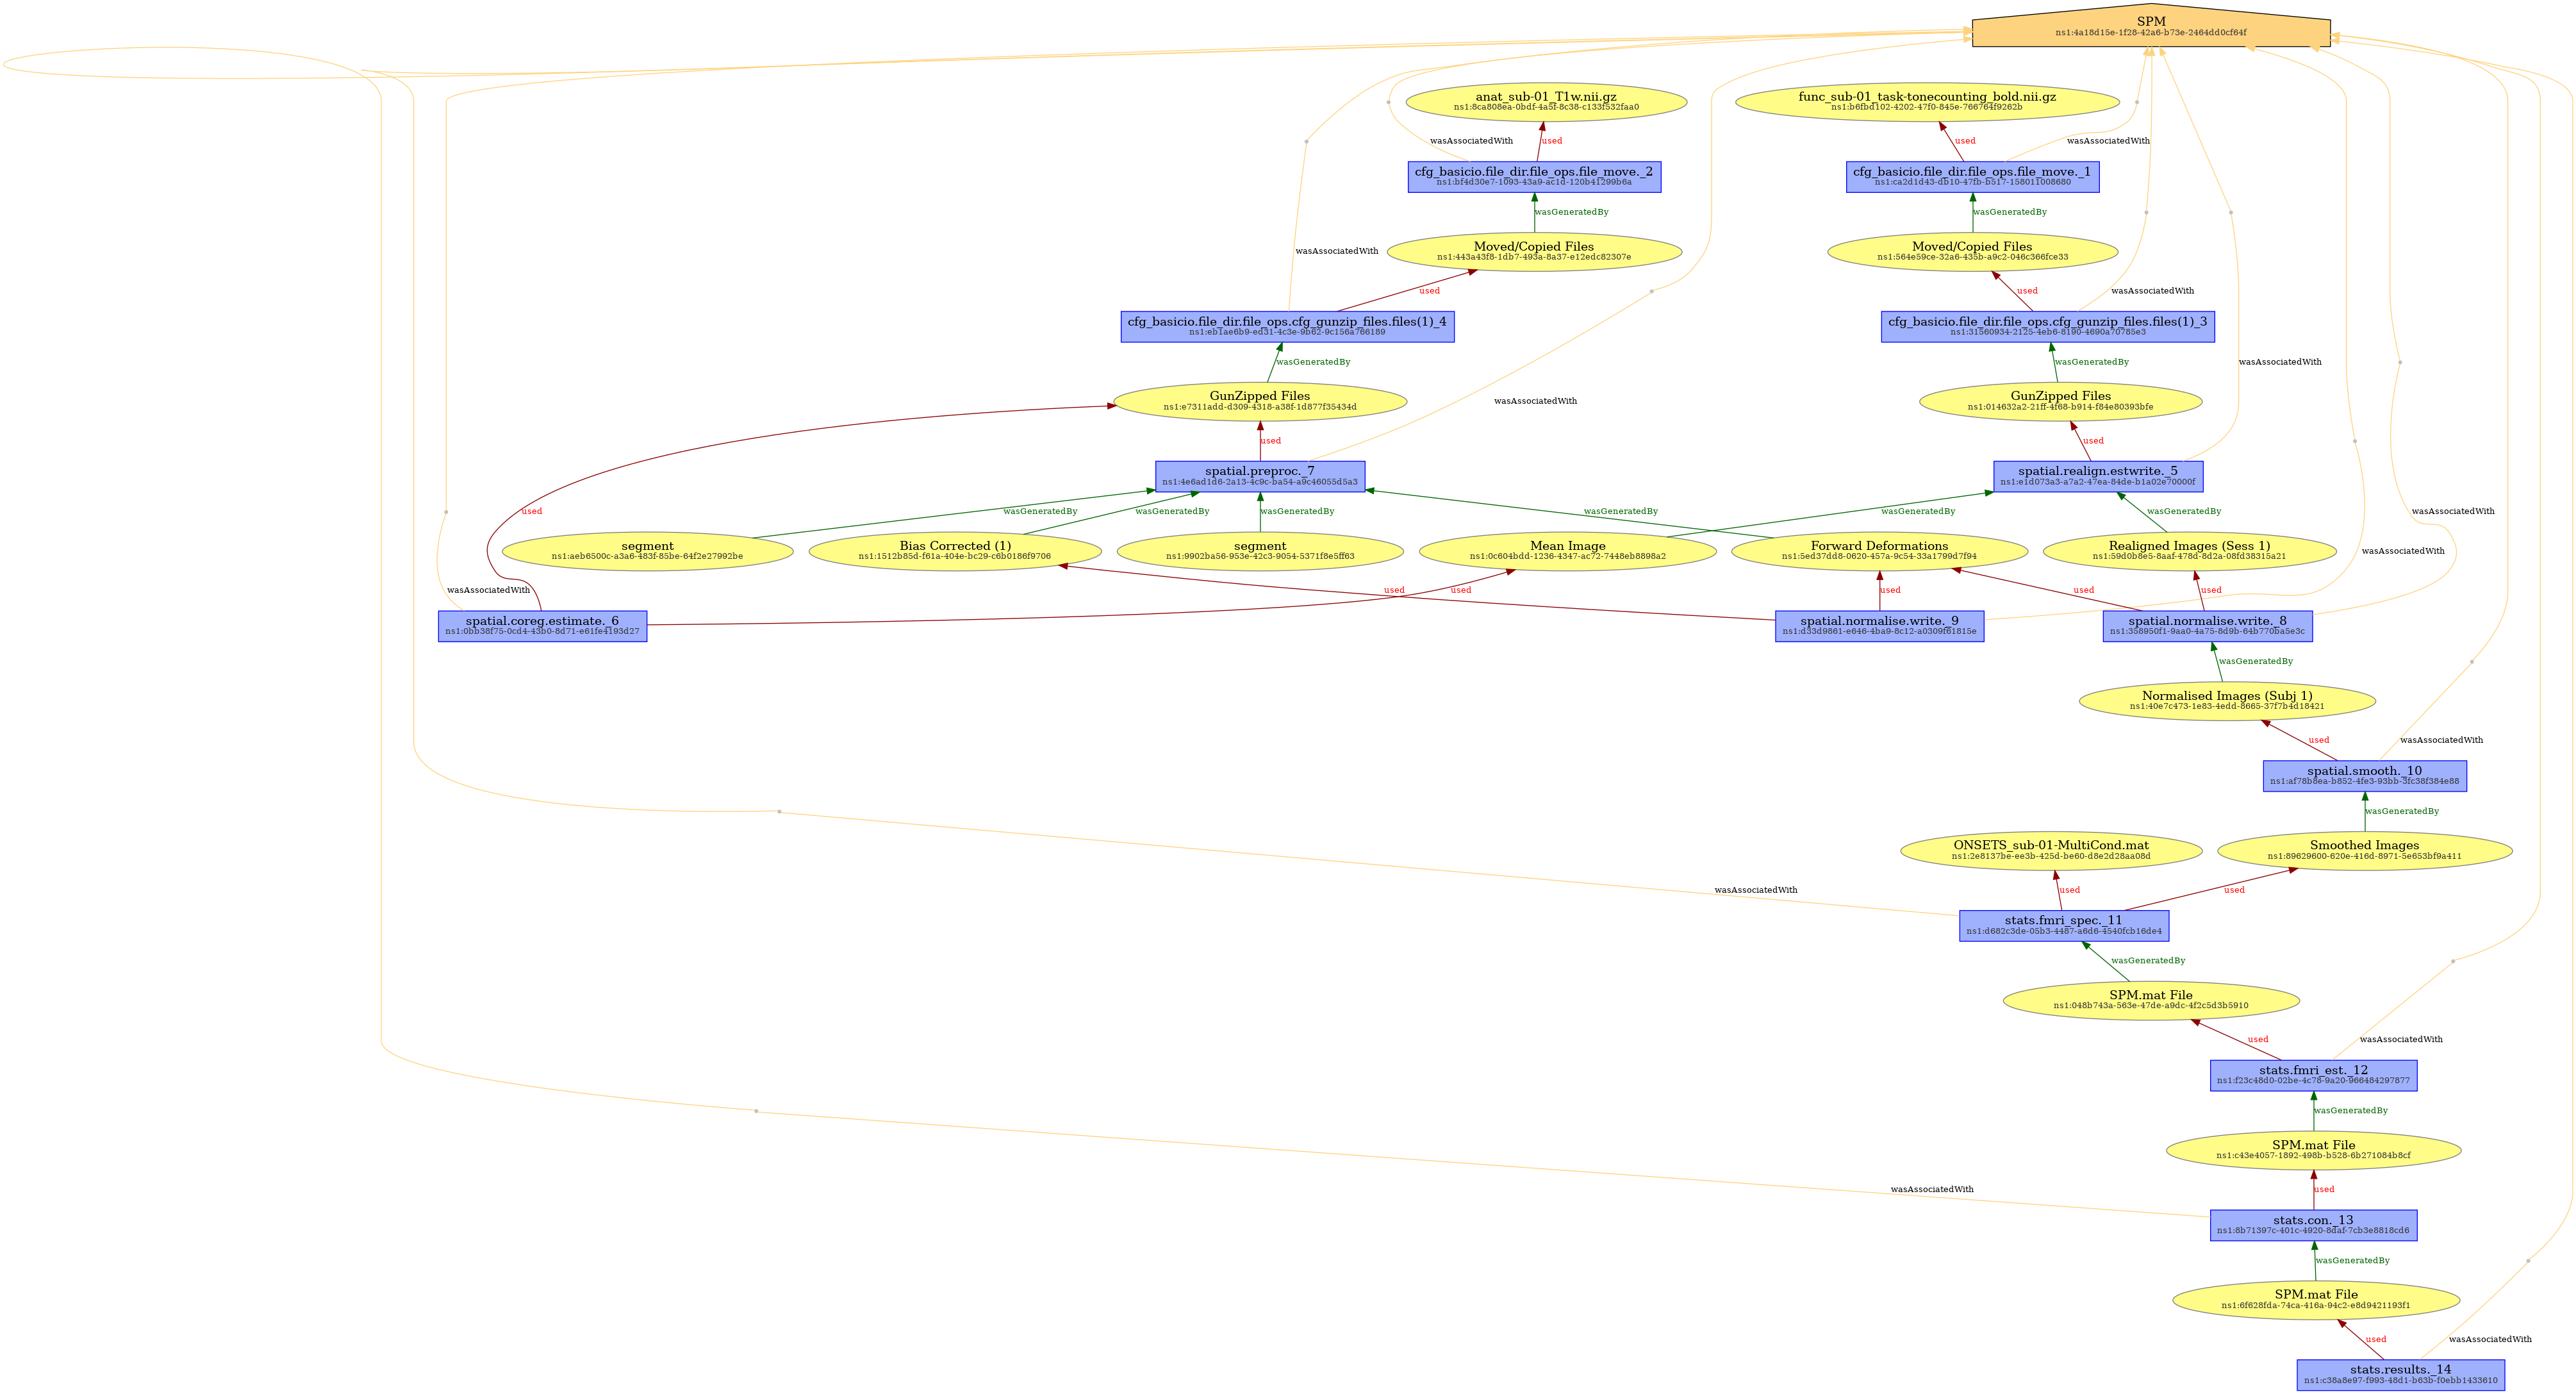 SPM
ns1:4a18d15e-1f28-42a6-b73e-2464dd0cf64f
anat_sub-01_T1w.nii.gz
ns1:8ca808ea-0bdf-4a5f-8c38-c133f532faa0
func_sub-01_task-tonecounting_bold.nii.gz
ns1:b6fbd102-4202-47f0-845e-766764f9262b
wasAssociatedWith
used
used
wasAssociatedWith
cfg_basicio.file_dir.file_ops.file_move._2
ns1:bf4d30e7-1093-43a9-ac1d-120b41299b6a
cfg_basicio.file_dir.file_ops.file_move._1
ns1:ca2d1d43-db10-47fb-b517-158011008680
wasGeneratedBy
wasGeneratedBy
wasAssociatedWith
Moved/Copied Files
ns1:443a43f8-1db7-493a-8a37-e12edc82307e
Moved/Copied Files
ns1:564e59ce-32a6-435b-a9c2-046c366fce33
used
used
wasAssociatedWith
cfg_basicio.file_dir.file_ops.cfg_gunzip_files.files(1)_4
ns1:eb1ae6b9-ed31-4c3e-9b62-9c156a766189
cfg_basicio.file_dir.file_ops.cfg_gunzip_files.files(1)_3
ns1:31560934-2125-4eb6-8190-4690a70785e3
wasGeneratedBy
wasGeneratedBy
wasAssociatedWith
GunZipped Files
ns1:e7311add-d309-4318-a38f-1d877f35434d
wasAssociatedWith
GunZipped Files
ns1:014632a2-21ff-4f68-b914-f84e80393bfe
used
used
spatial.preproc._7
ns1:4e6ad1d6-2a13-4c9c-ba54-a9c46055d5a3
spatial.realign.estwrite._5
ns1:e1d073a3-a7a2-47ea-84de-b1a02e70000f
used
wasGeneratedBy
wasGeneratedBy
wasGeneratedBy
wasGeneratedBy
wasGeneratedBy
wasGeneratedBy
wasAssociatedWith
segment
ns1:aeb6500c-a3a6-483f-85be-64f2e27992be
Bias Corrected (1)
ns1:1512b85d-f61a-404e-bc29-c6b0186f9706
segment
ns1:9902ba56-953e-42c3-9054-5371f8e5ff63
Mean Image
ns1:0c604bdd-1236-4347-ac72-7448eb8898a2
Forward Deformations
ns1:5ed37dd8-0620-457a-9c54-33a1799d7f94
Realigned Images (Sess 1)
ns1:59d0b8e5-8aaf-478d-8d2a-08fd38315a21
wasAssociatedWith
wasAssociatedWith
used
used
used
used
used
spatial.coreg.estimate._6
ns1:0bb38f75-0cd4-43b0-8d71-e61fe4193d27
spatial.normalise.write._9
ns1:d33d9861-e646-4ba9-8c12-a0309f61815e
spatial.normalise.write._8
ns1:358950f1-9aa0-4a75-8d9b-64b770ba5e3c
wasGeneratedBy
Normalised Images (Subj 1)
ns1:40e7c473-1e83-4edd-8665-37f7b4d18421
used
wasAssociatedWith
spatial.smooth._10
ns1:af78b8ea-b852-4fe3-93bb-3fc38f384e88
wasGeneratedBy
ONSETS_sub-01-MultiCond.mat
ns1:2e8137be-ee3b-425d-be60-d8e2d28aa08d
Smoothed Images
ns1:89629600-620e-416d-8971-5e653bf9a411
wasAssociatedWith
used
used
stats.fmri_spec._11
ns1:d682c3de-05b3-4487-a6d6-4540fcb16de4
wasGeneratedBy
SPM.mat File
ns1:048b743a-563e-47de-a9dc-4f2c5d3b5910
used
wasAssociatedWith
stats.fmri_est._12
ns1:f23c48d0-02be-4c78-9a20-966484297877
wasGeneratedBy
SPM.mat File
ns1:c43e4057-1892-498b-b528-6b271084b8cf
wasAssociatedWith
used
stats.con._13
ns1:8b71397c-401c-4920-8daf-7cb3e8818cd6
wasGeneratedBy
SPM.mat File
ns1:6f628fda-74ca-416a-94c2-e8d9421193f1
used
wasAssociatedWith
stats.results._14
ns1:c38a8e97-f993-48d1-b63b-f0ebb1433610